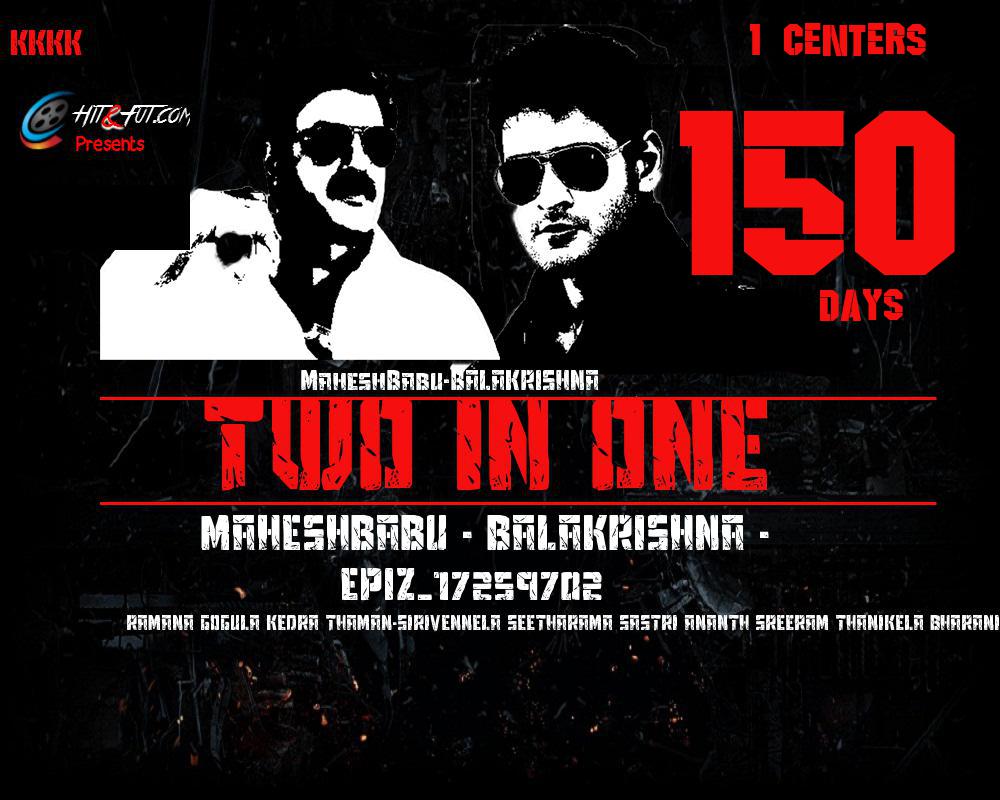 KKKK
1 CENTERS
HIT&FUT.COM
Presents
150
DAYS
MAHESHBABU-BALAKRISHNA
TWO IN ONE
MAHESHBABU - BALAKRISHNA -
EPIZ_17259702
RAMANA GOGULA KEDRA THAMAN-SIRIVENNELA SEETHARAMA SASTRI ANANTH SREERAM THANIKELA BHARANI